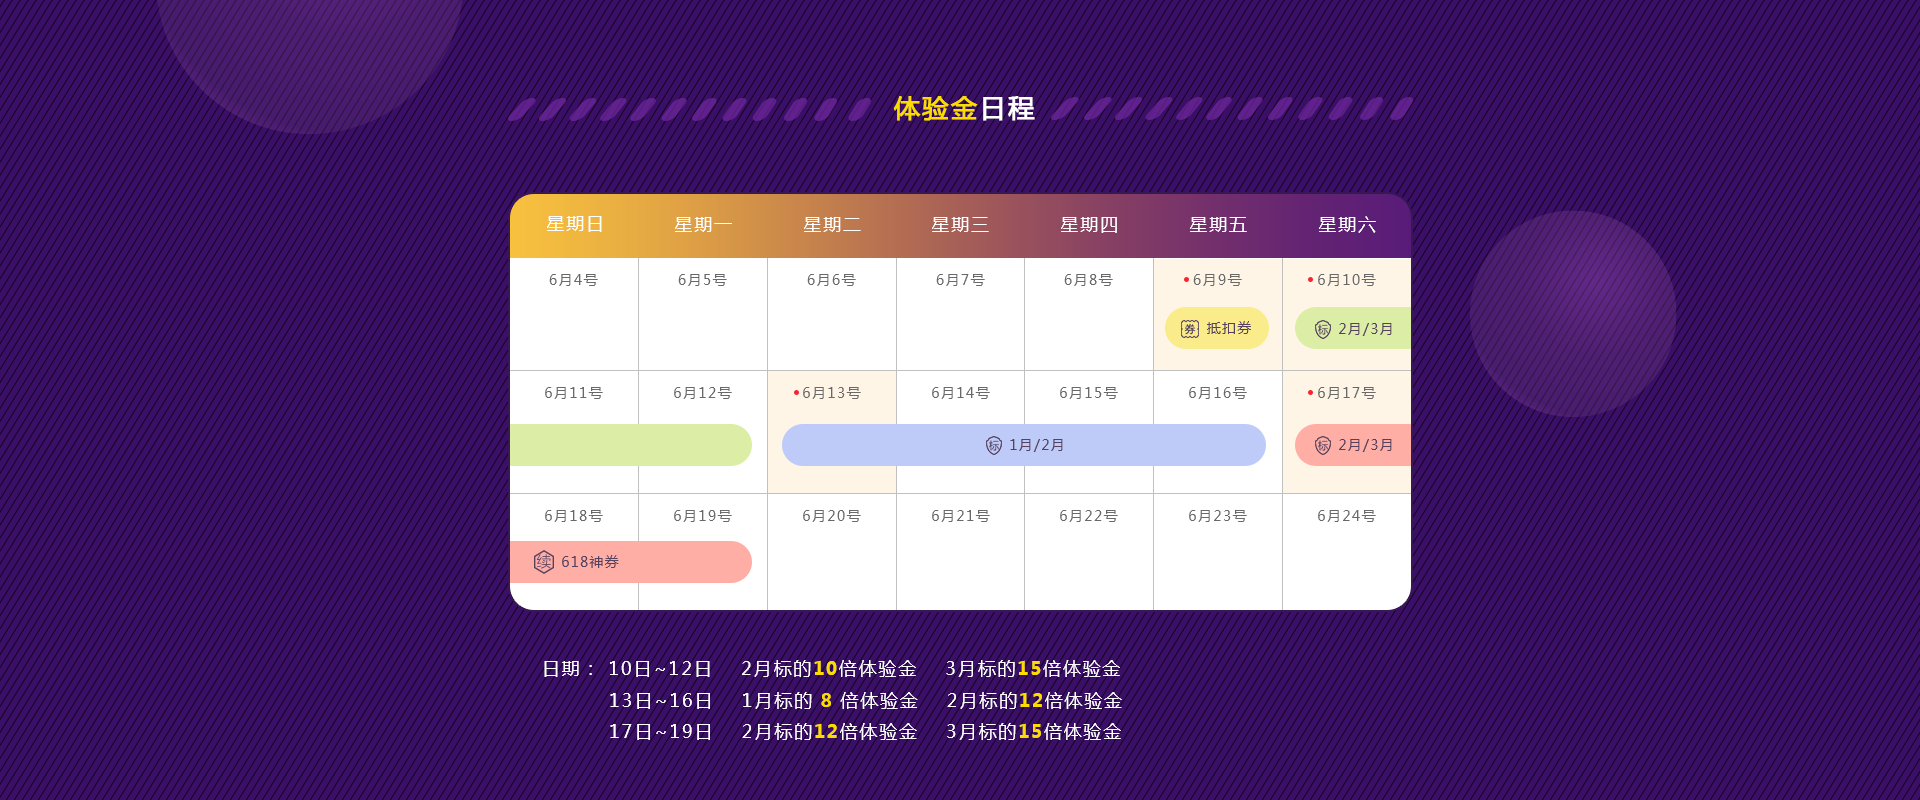 体验金日程
星期日 星期一 星期二 星期三 星期四 星期五 星期六
6月4号 6月5号 6月6号 6月7号 6月8号 6月9号 6月10号
券 抵扣券 标 2月/3月
6月11号 6月12号 6月13号 6月14号 6月15号 6月16号 6月17号
标 1月/2月 标 2月/3月
6月18号 6月19号 6月20号 6月21号 6月22号 6月23号 6月24号
续 618神券
日期： 10日~12日 2月标的10倍体验金 3月标的15倍体验金
13日~16日 1月标的 8 倍体验金 2月标的12倍体验金
17日~19日 2月标的12倍体验金 3月标的15倍体验金